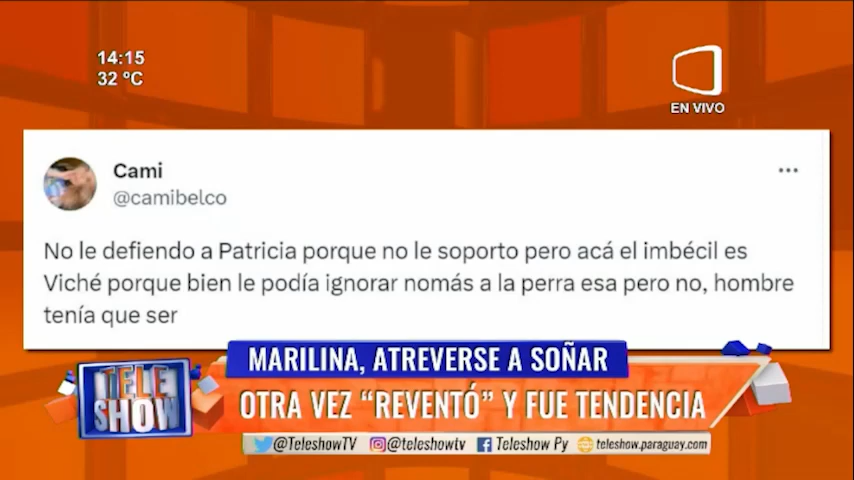 14:15
32 ºC
EN VIVO
Cami
@camibelco
No le defiendo a Patricia porque no le soporto pero acá el imbécil es
Viché porque bien le podía ignorar nomás a la perra esa pero no, hombre
tenía que ser
MARILINA, ATREVERSE A SOÑAR
TELE
SHOW
OTRA VEZ “REVENTÓ” Y FUE TENDENCIA
@TeleshowTV @teleshowtv Teleshow Py teleshow.paraguay.com